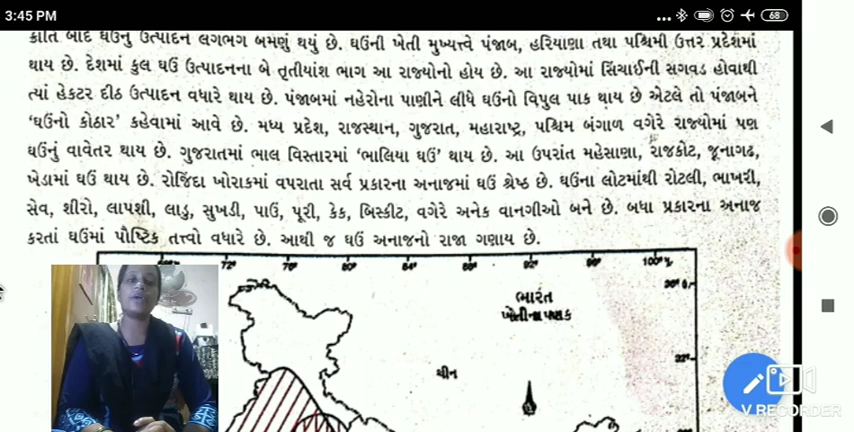 3:45 PM
68
ક્રાંતિ બાદ ઘઉંનું ઉત્પાદન લગભગ બમણું થયું છે. ઘઉંની ખેતી મુખ્યત્વે પંજાબ, હરિયાણા તથા પશ્ચિમી ઉત્તર પ્રદેશમાં
થાય છે. દેશમાં કુલ ઘઉં ઉત્પાદનના બે તૃતીયાંશ ભાગ આ રાજ્યોનો હોય છે. આ રાજ્યોમાં સિંચાઈની સગવડ હોવાથી
ત્યાં હેક્ટર દીઠ ઉત્પાદન વધારે થાય છે. પંજાબમાં નહેરોના પાણીને લીધે ઘઉંનો વિપુલ પાક થાય છે એટલે તો પંજાબને
‘ઘઉંનો કોઠાર’ કહેવામાં આવે છે. મધ્ય પ્રદેશ, રાજસ્થાન, ગુજરાત, મહારાષ્ટ્ર, પશ્ચિમ બંગાળ વગેરે રાજ્યોમાં પણ
ઘઉંનું વાવેતર થાય છે. ગુજરાતમાં ભાલ વિસ્તારમાં ‘ભાલિયા ઘઉં’ થાય છે. આ ઉપરાંત મહેસાણા, રાજકોટ, જૂનાગઢ,
ખેડામાં ઘઉં થાય છે. રોજિંદા ખોરાકમાં વપરાતા સર્વ પ્રકારના અનાજમાં ઘઉં શ્રેષ્ઠ છે. ઘઉંના લોટમાંથી રોટલી, ભાખરી,
સેવ, શીરો, લાપશી, લાડુ, સુખડી, પાઉં, પૂરી, કેક, બિસ્કીટ, વગેરે અનેક વાનગીઓ બને છે. બધા પ્રકારના અનાજ
કરતાં ઘઉંમાં પૌષ્ટિક તત્ત્વો વધારે છે. આથી જ ઘઉં અનાજનો રાજા ગણાય છે.
72° 76° 80° 84° 88° 92° 96° 100° પૂ.
ભારત
ખેતીના પાક
ચીન
V RECORDER